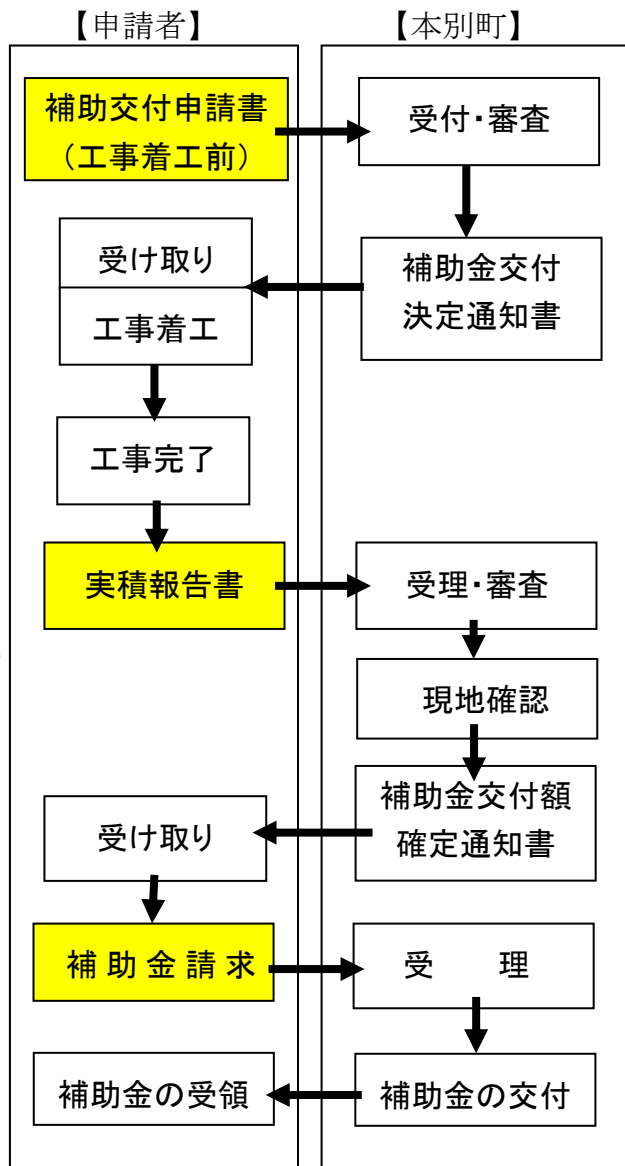 【申請者】
【本別町】
補助交付申請書
（工事着工前）
受付・審査
補助金交付
決定通知書
受け取り
工事着工
工事完了
実積報告書
受理・審査
現地確認
補助金交付額
確定通知書
受け取り
補助金請求
受　　理
補助金の交付
補助金の受領